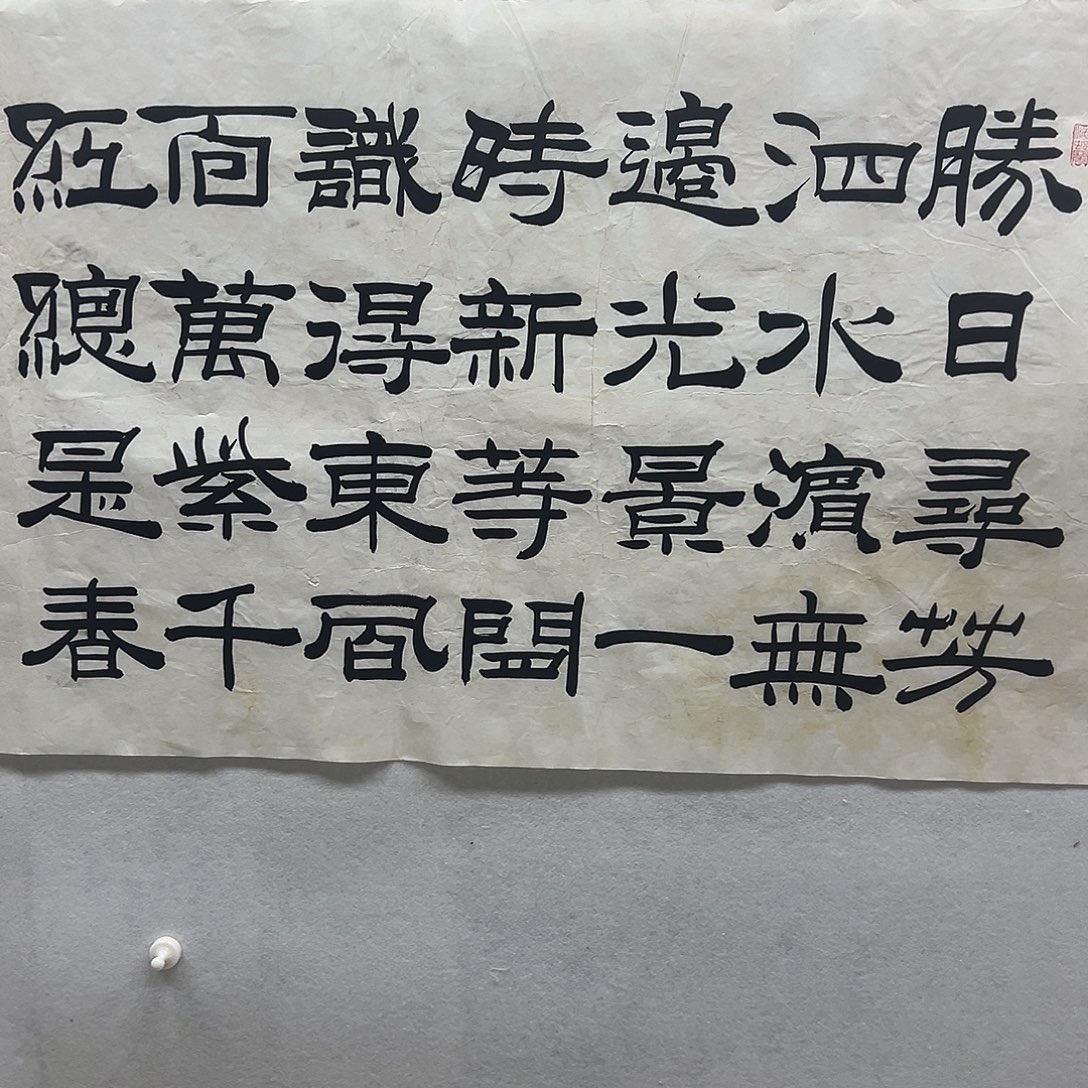 勝日尋芳
泗水濱無
邊光景一
時新等閒
識得東風
面萬紫千
紅總是春